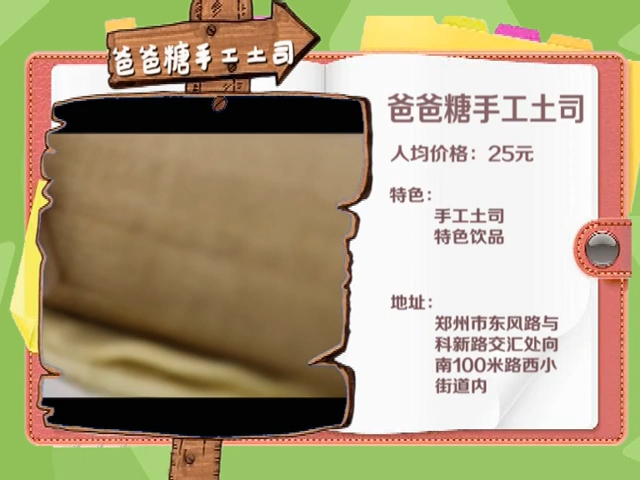 爸爸糖手工土司
爸爸糖手工土司
人均价格：25元
特色：
手工土司
特色饮品
地址：
郑州市东风路与
科新路交汇处向
南100米路西小
街道内